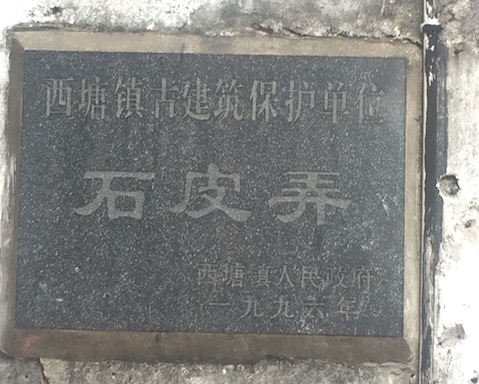 西塘镇古建筑保护单位
石皮弄
西塘镇人民政府
一九九六年